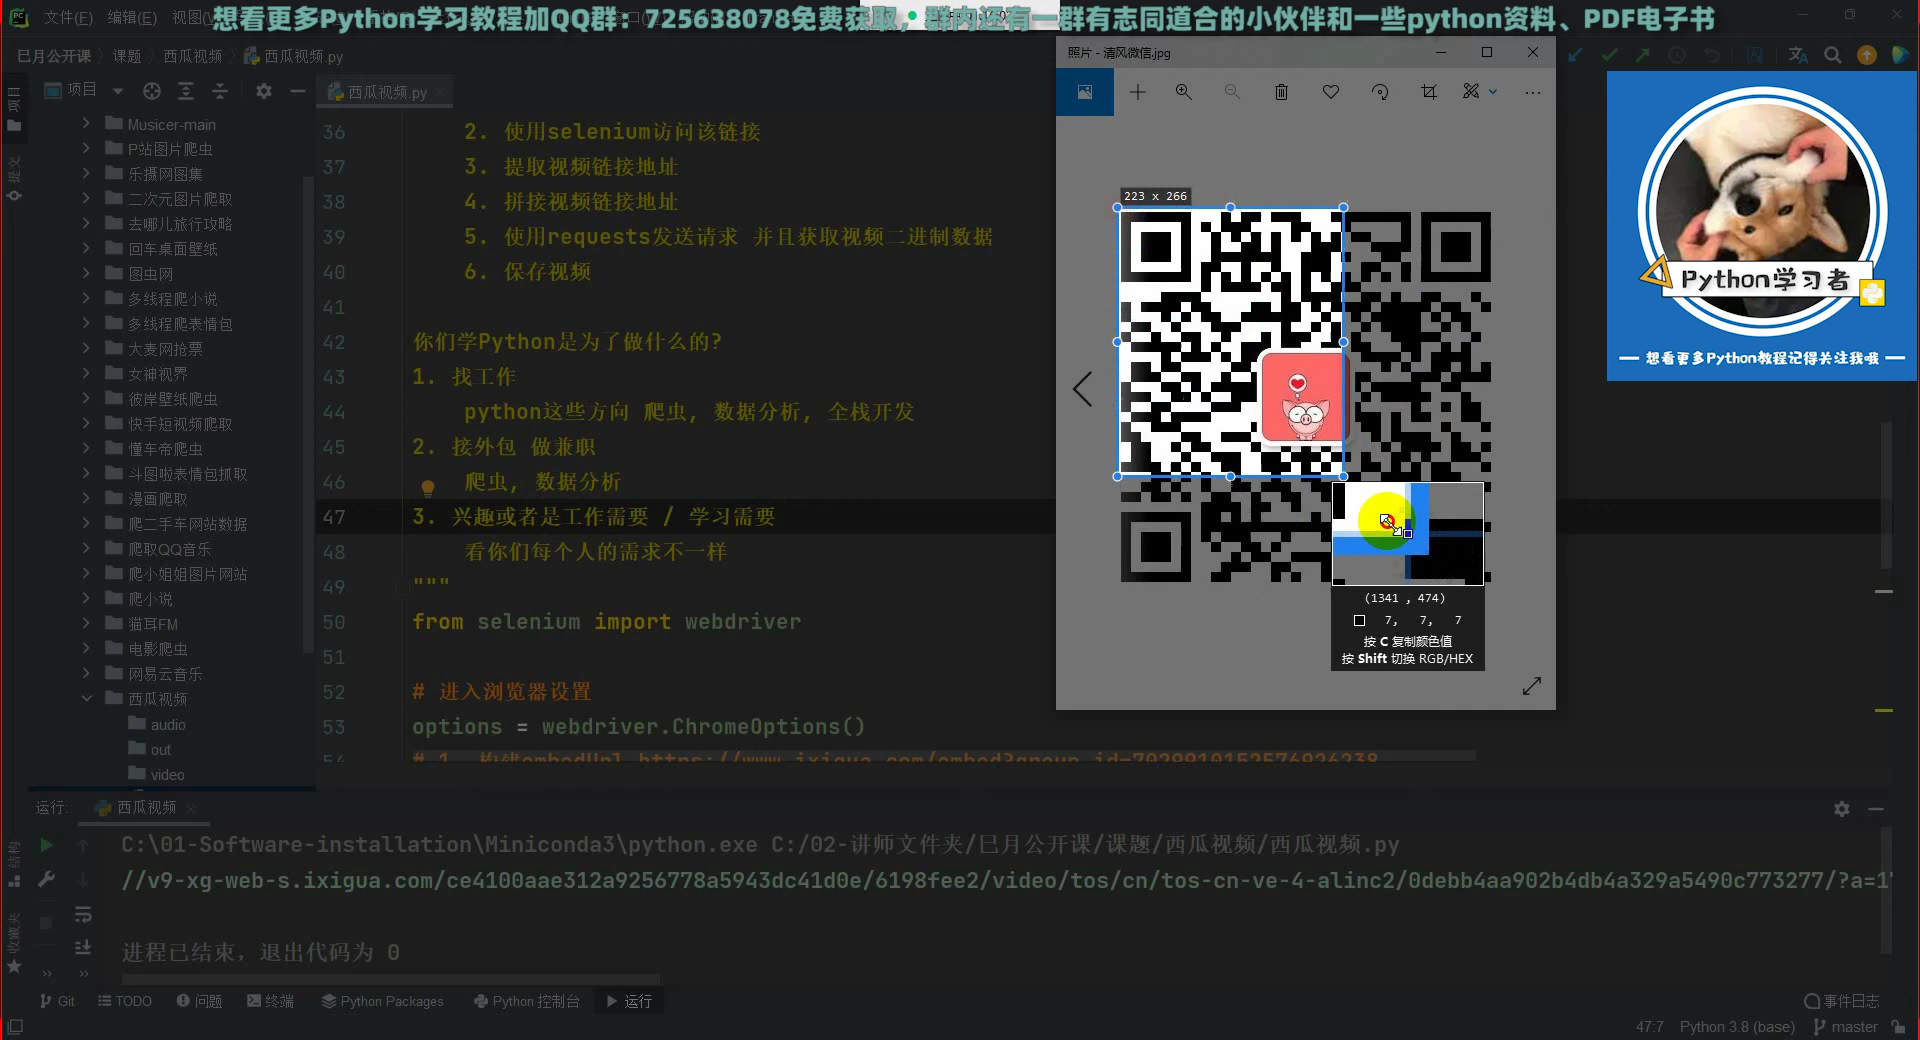 想看更多Python学习教程加QQ群：725638078免费获取，群内还有一群有志同道合的小伙伴和一些python资料、PDF电子书
文件(F) 编辑(E)
巳月公开课 课题 西瓜视频 西瓜视频.py
项目
西瓜视频.py
Musicer-main
P站图片爬虫
乐摄网图集
二次元图片爬取
去哪儿旅行攻略
回车桌面壁纸
图虫网
多线程爬小说
多线程爬表情包
大麦网抢票
女神视界
彼岸壁纸爬虫
快手短视频爬取
懂车帝爬虫
斗图啦表情包抓取
漫画爬取
爬二手车网站数据
爬取QQ音乐
爬小姐姐图片网站
爬小说
猫耳FM
电影爬虫
网易云音乐
西瓜视频
audio
out
video
项目
提交
结构
收藏夹
36 2. 使用selenium访问该链接
37 3. 提取视频链接地址
38 4. 拼接视频链接地址
39 5. 使用requests发送请求 并且获取视频二进制数据
40 6. 保存视频
41
42 你们学Python是为了做什么的?
43 1. 找工作
44 python这些方向 爬虫, 数据分析, 全栈开发
45 2. 接外包 做兼职
46 爬虫, 数据分析
47 3. 兴趣或者是工作需要 / 学习需要
48 看你们每个人的需求不一样
49 """
50 from selenium import webdriver
51
52 # 进入浏览器设置
53 options = webdriver.ChromeOptions()
照片 - 清风微信.jpg
223 x 266
(1341 , 474)
7, 7, 7
按 C 复制颜色值
按 Shift 切换 RGB/HEX
Python学习者
想看更多Python教程记得关注我哦
运行: 西瓜视频
C:\01-Software-installation\Miniconda3\python.exe C:/02-讲师文件夹/巳月公开课/课题/西瓜视频/西瓜视频.py
//v9-xg-web-s.ixigua.com/ce4100aae312a9256778a5943dc41d0e/6198fee2/video/tos/cn/tos-cn-ve-4-alinc2/0debb4aa902b4db4a329a5490c773277/?a=1
进程已结束，退出代码为 0
Git TODO 问题 终端 Python Packages Python 控制台 运行
事件日志
47:7 Python 3.8 (base) master